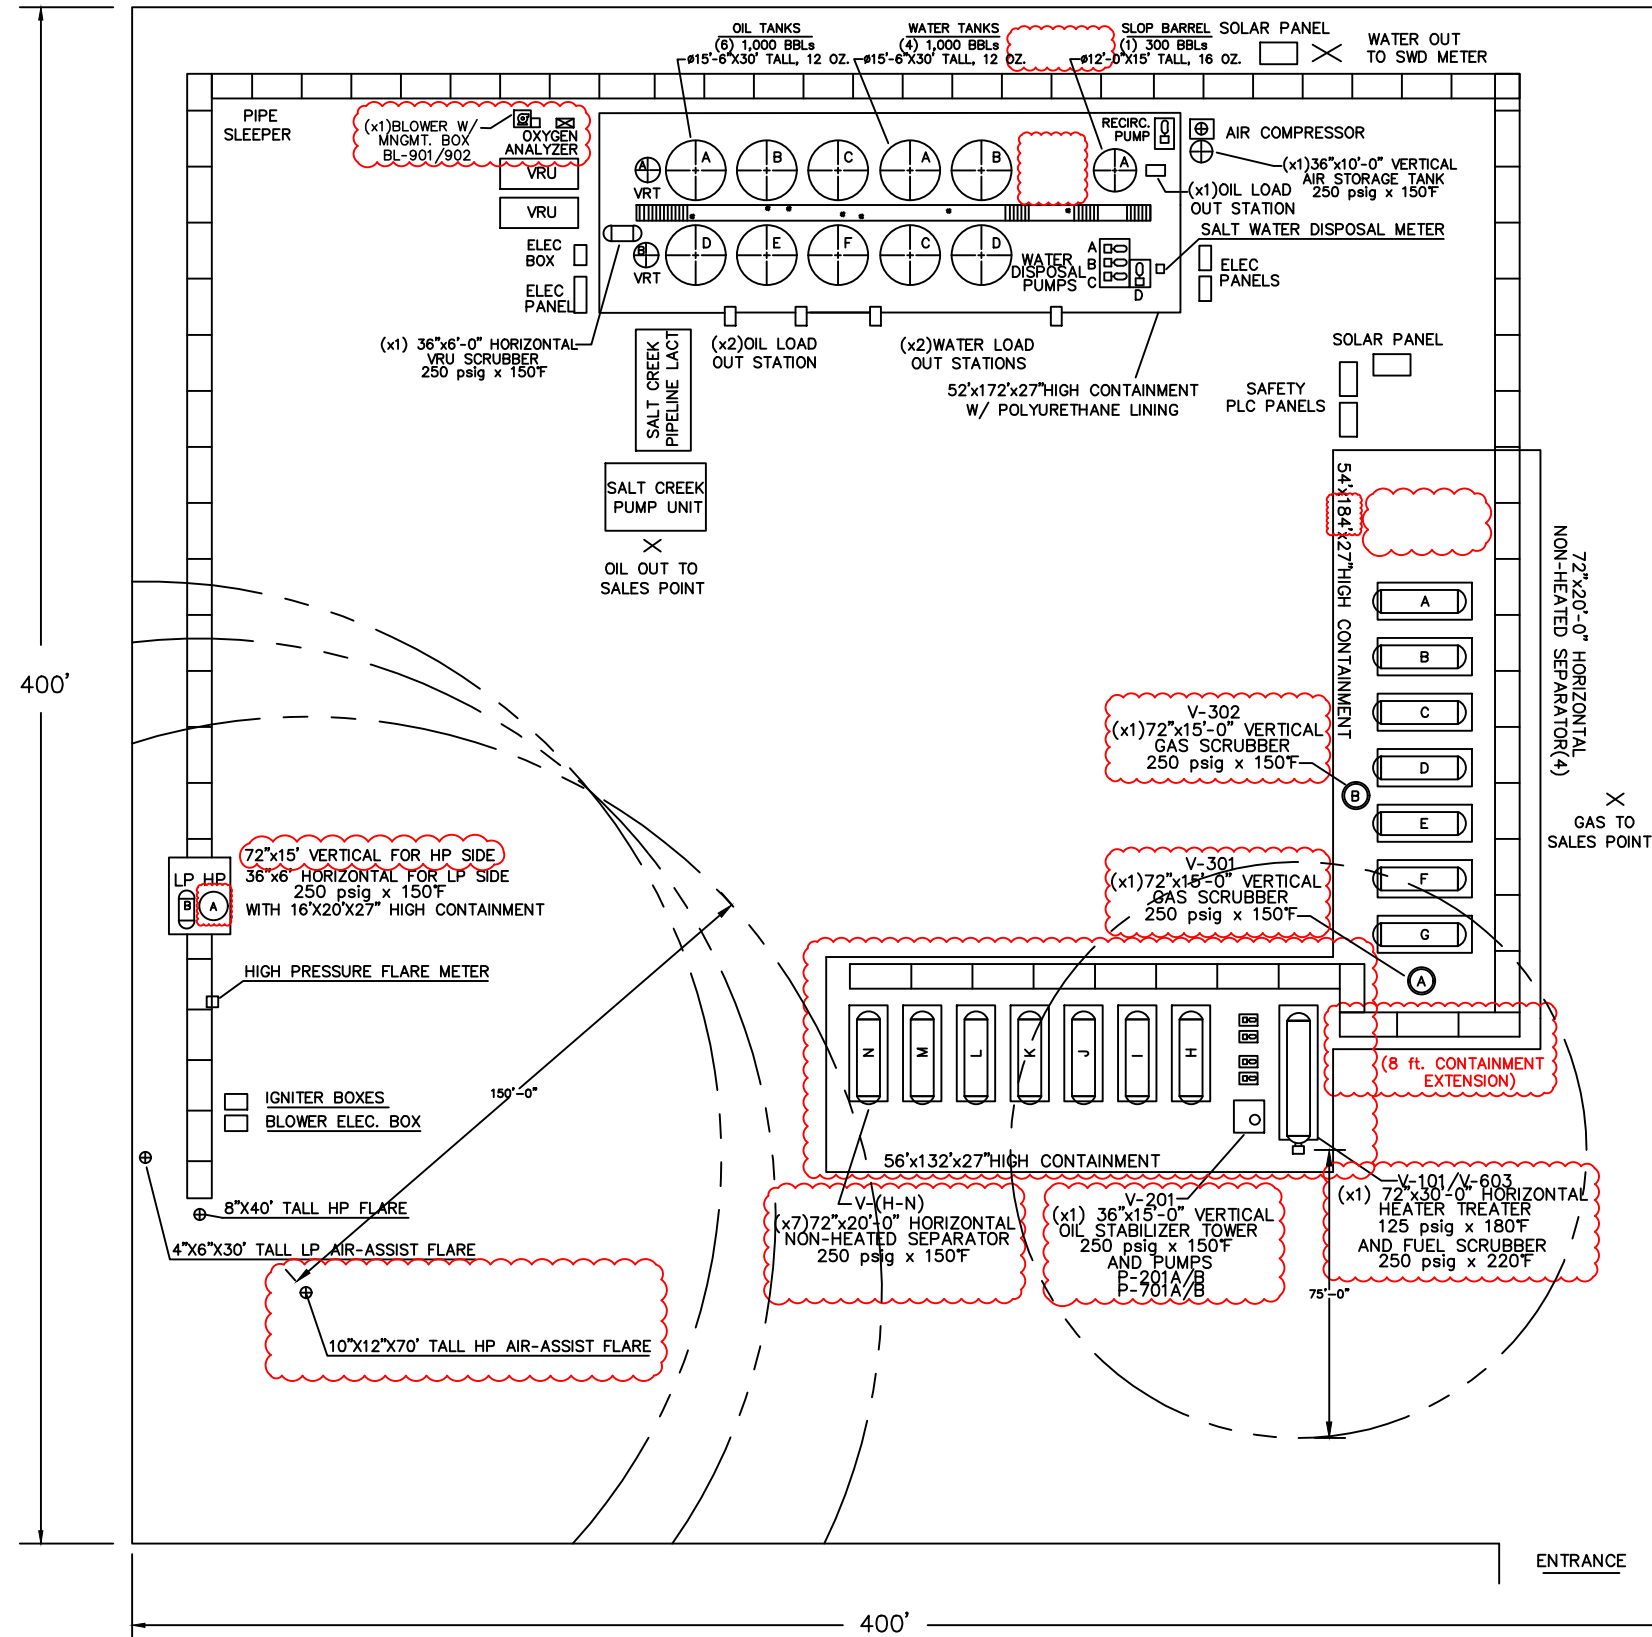 OIL TANKS
(6) 1,000 BBLs
ø15'-6"X30' TALL, 12 OZ.
WATER TANKS
(4) 1,000 BBLs
ø15'-6"X30' TALL, 12 OZ.
SLOP BARREL
(1) 300 BBLs
ø12'-0"X15' TALL, 16 OZ.
SOLAR PANEL
WATER OUT
TO SWD METER
PIPE
SLEEPER
(x1)BLOWER W/
MNGMT. BOX
BL-901/902
OXYGEN
ANALYZER
VRU
VRU
ELEC
BOX
ELEC
PANEL
A
VRT
B
VRT
A
B
C
A
B
A
D
E
F
C
D
RECIRC.
PUMP
AIR COMPRESSOR
(x1)36"x10'-0" VERTICAL
AIR STORAGE TANK
250 psig x 150°F
(x1)OIL LOAD
OUT STATION
SALT WATER DISPOSAL METER
WATER
DISPOSAL
PUMPS
A
B
C
D
ELEC
PANELS
(x1) 36"x6'-0" HORIZONTAL
VRU SCRUBBER
250 psig x 150°F
SALT CREEK
PIPELINE LACT
(x2)OIL LOAD
OUT STATION
(x2)WATER LOAD
OUT STATIONS
52'x172'x27"HIGH CONTAINMENT
W/ POLYURETHANE LINING
SOLAR PANEL
SAFETY
PLC PANELS
SALT CREEK
PUMP UNIT
OIL OUT TO
SALES POINT
54'x184'x27"HIGH CONTAINMENT
72"x20'-0" HORIZONTAL
NON-HEATED SEPARATOR(4)
A
B
C
D
E
F
G
400'
V-302
(x1)72"x15'-0" VERTICAL
GAS SCRUBBER
250 psig x 150°F
B
GAS TO
SALES POINT
V-301
(x1)72"x15'-0" VERTICAL
GAS SCRUBBER
250 psig x 150°F
A
72"x15' VERTICAL FOR HP SIDE
36"x6' HORIZONTAL FOR LP SIDE
250 psig x 150°F
WITH 16'X20'X27" HIGH CONTAINMENT
LP HP
B
A
HIGH PRESSURE FLARE METER
N
M
L
K
J
I
H
(8 ft. CONTAINMENT
EXTENSION)
150'-0"
IGNITER BOXES
BLOWER ELEC. BOX
56'x132'x27"HIGH CONTAINMENT
8"X40' TALL HP FLARE
4"X6"X30' TALL LP AIR-ASSIST FLARE
V-(H-N)
(x7)72"x20'-0" HORIZONTAL
NON-HEATED SEPARATOR
250 psig x 150°F
V-201
(x1) 36"x15'-0" VERTICAL
OIL STABILIZER TOWER
250 psig x 150°F
AND PUMPS
P-201A/B
P-701A/B
V-101/V-603
(x1) 72"x30'-0" HORIZONTAL
HEATER TREATER
125 psig x 180°F
AND FUEL SCRUBBER
250 psig x 220°F
75'-0"
10"X12"X70' TALL HP AIR-ASSIST FLARE
ENTRANCE
400'